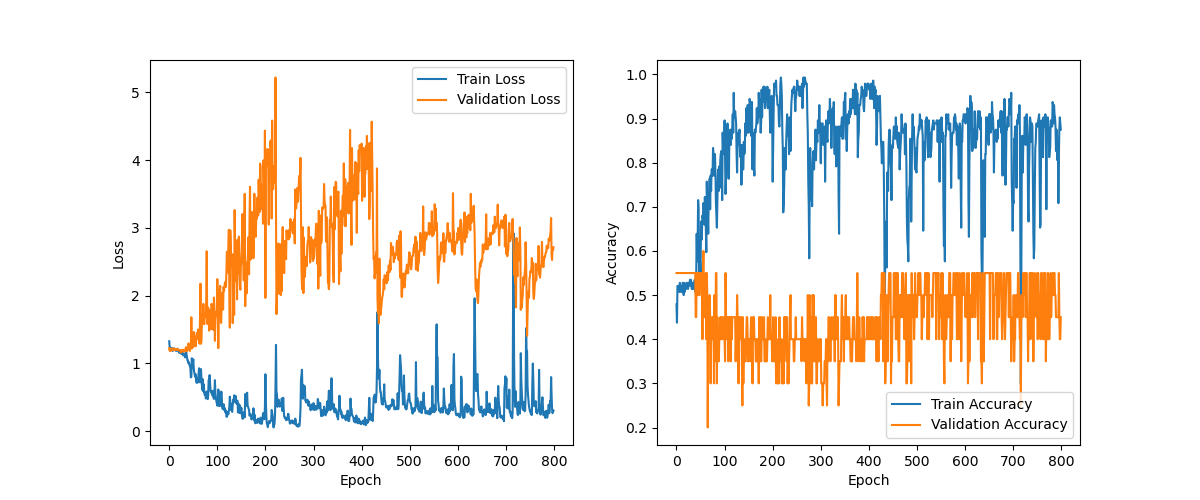 Train Loss
Validation Loss
5
4
3
2
1
0
Loss
0 100 200 300 400 500 600 700 800
Epoch
1.0
0.9
0.8
0.7
0.6
0.5
0.4
0.3
0.2
Accuracy
Train Accuracy
Validation Accuracy
0 100 200 300 400 500 600 700 800
Epoch